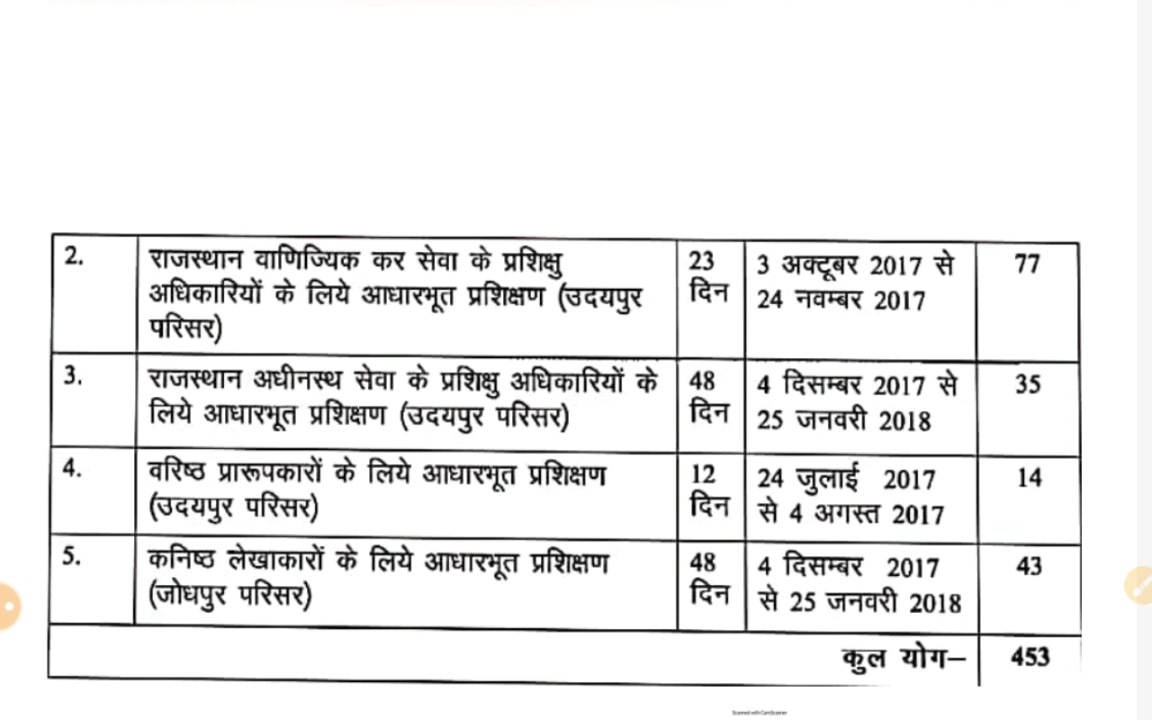 2.
राजस्थान वाणिज्यिक कर सेवा के प्रशिक्षु
अधिकारियों के लिये आधारभूत प्रशिक्षण (उदयपुर
परिसर)
23
दिन
3 अक्टूबर 2017 से
24 नवम्बर 2017
77
3.
राजस्थान अधीनस्थ सेवा के प्रशिक्षु अधिकारियों के
लिये आधारभूत प्रशिक्षण (उदयपुर परिसर)
48
दिन
4 दिसम्बर 2017 से
25 जनवरी 2018
35
4.
वरिष्ठ प्रारूपकारों के लिये आधारभूत प्रशिक्षण
(उदयपुर परिसर)
12
दिन
24 जुलाई 2017
से 4 अगस्त 2017
14
5.
कनिष्ठ लेखाकारों के लिये आधारभूत प्रशिक्षण
(जोधपुर परिसर)
48
दिन
4 दिसम्बर 2017
से 25 जनवरी 2018
43
कुल योग–
453
Scanned with CamScanner